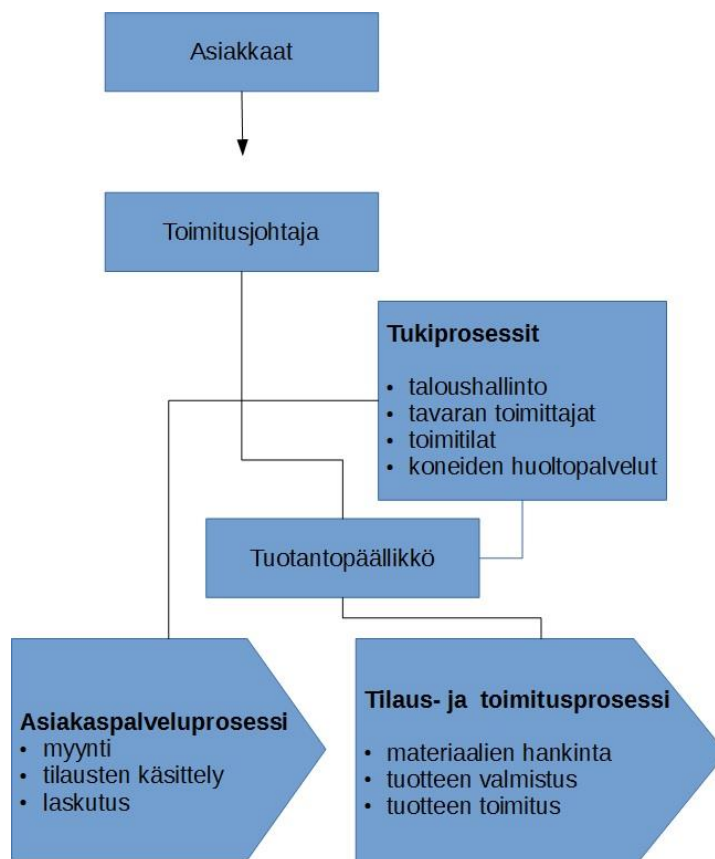 Asiakkaat
Toimitusjohtaja
Tukiprosessit
• taloushallinto
• tavaran toimittajat
• toimitilat
• koneiden huoltopalvelut
Tuotantopäällikkö
Asiakaspalveluprosessi
• myynti
• tilausten käsittely
• laskutus
Tilaus- ja toimitusprosessi
• materiaalien hankinta
• tuotteen valmistus
• tuotteen toimitus